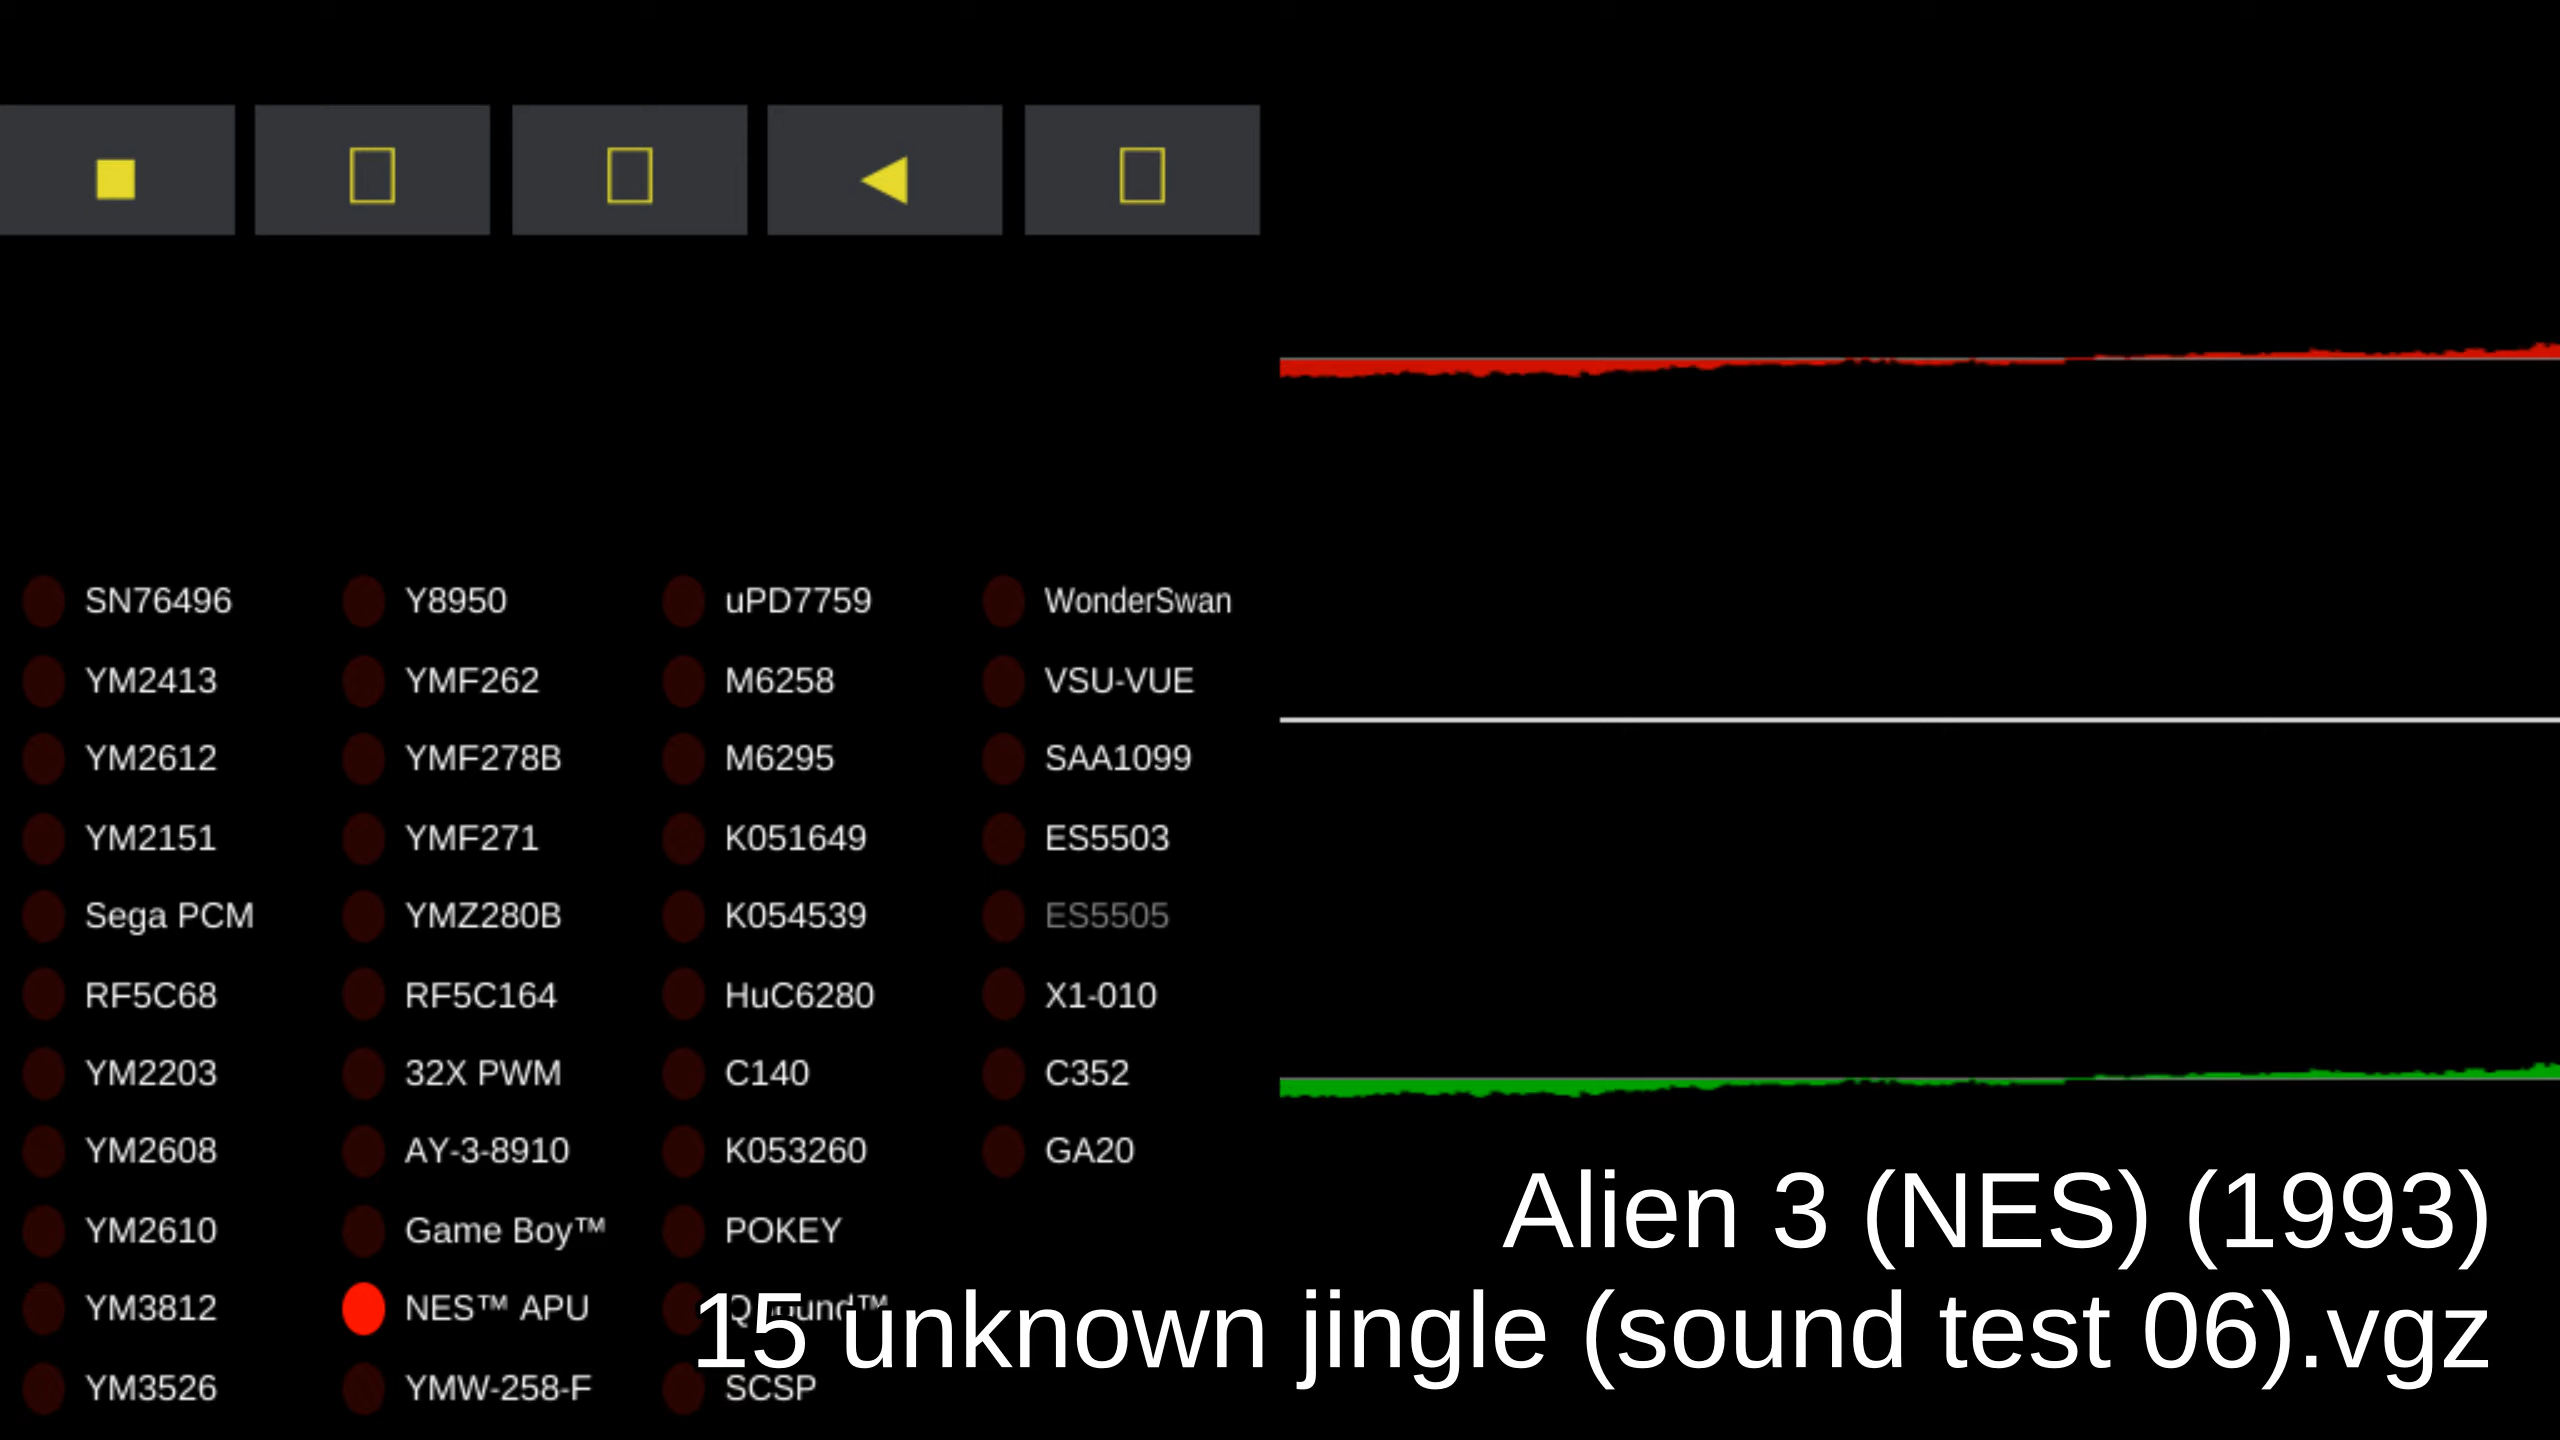 SN76496 Y8950 uPD7759 WonderSwan
YM2413 YMF262 M6258 VSU-VUE
YM2612 YMF278B M6295 SAA1099
YM2151 YMF271 K051649 ES5503
Sega PCM YMZ280B K054539 ES5505
RF5C68 RF5C164 HuC6280 X1-010
YM2203 32X PWM C140 C352
YM2608 AY-3-8910 K053260 GA20
YM2610 Game Boy™ POKEY
YM3812 NES™ APU
YM3526 YMW-258-F SCSP
Alien 3 (NES) (1993)
15 unknown jingle (sound test 06).vgz